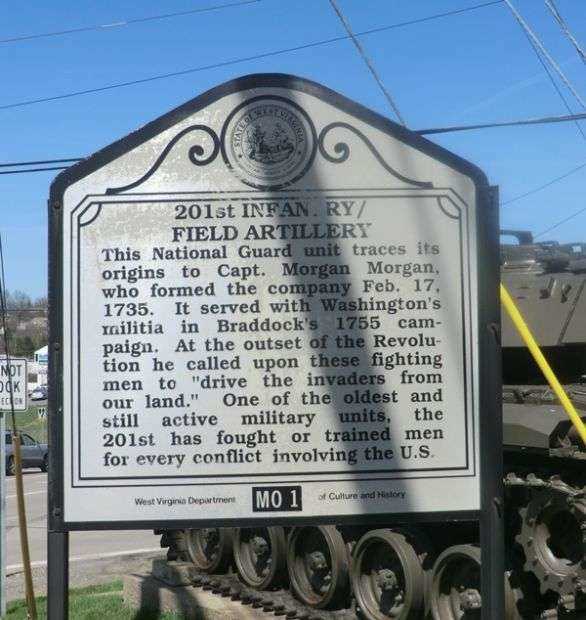 STATE OF WEST VIRGINIA
201st INFAN RY/
FIELD ARTILLERY
This National Guard unit traces its
origins to Capt. Morgan Morgan,
who formed the company Feb. 17,
1735. It served with Washington's
militia in Braddock's 1755 cam-
paign. At the outset of the Revolu-
tion he called upon these fighting
men to "drive the invaders from
our land." One of the oldest and
still active military units, the
201st has fought or trained men
for every conflict involving the U.S.
West Virginia Department MO 1 of Culture and History
NOT
OCK